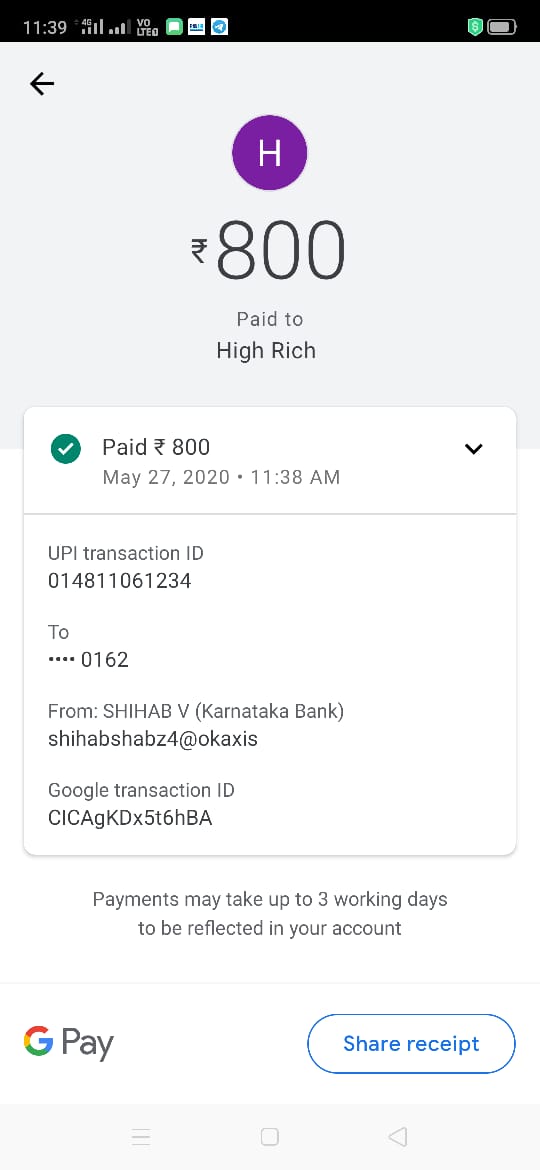 11:39 4G VO LTED
H
₹800
Paid to
High Rich
Paid ₹ 800
May 27, 2020 • 11:38 AM
UPI transaction ID
014811061234
To
•••• 0162
From: SHIHAB V (Karnataka Bank)
shihabshabz4@okaxis
Google transaction ID
CICAgKDx5t6hBA
Payments may take up to 3 working days
to be reflected in your account
G Pay
Share receipt